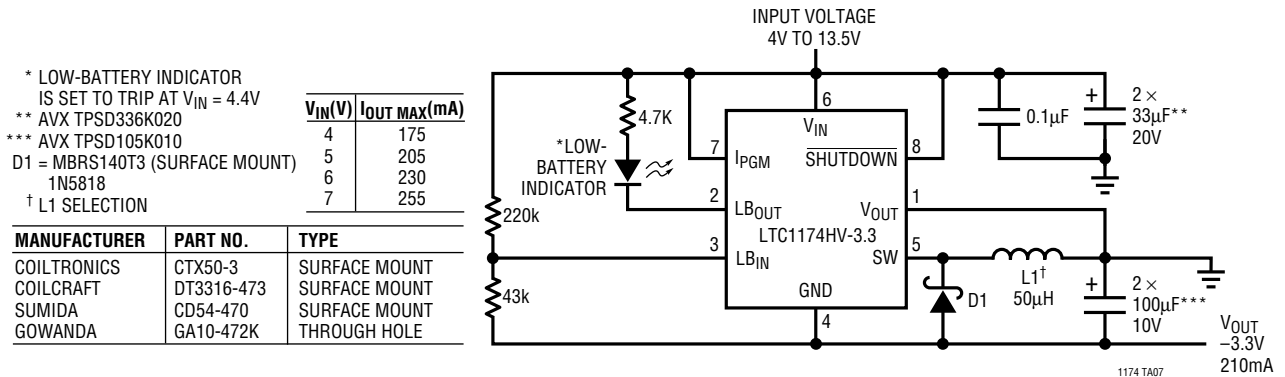 INPUT VOLTAGE
4V TO 13.5V
* LOW-BATTERY INDICATOR
IS SET TO TRIP AT VIN = 4.4V
** AVX TPSD336K020
*** AVX TPSD105K010
D1 = MBRS140T3 (SURFACE MOUNT)
1N5818
† L1 SELECTION
VIN(V) IOUT MAX(mA)
4 175
5 205
6 230
7 255
MANUFACTURER PART NO. TYPE
COILTRONICS CTX50-3 SURFACE MOUNT
COILCRAFT DT3316-473 SURFACE MOUNT
SUMIDA CD54-470 SURFACE MOUNT
GOWANDA GA10-472K THROUGH HOLE
4.7K
*LOW-
BATTERY
INDICATOR
220k
43k
6
VIN
7 IPGM
SHUTDOWN 8
2 LBOUT
VOUT 1
LTC1174HV-3.3
3 LBIN
SW 5
GND
4
0.1µF
+
2 ×
33µF**
20V
D1
L1†
50µH
+
2 ×
100µF***
10V
VOUT
–3.3V
210mA
1174 TA07